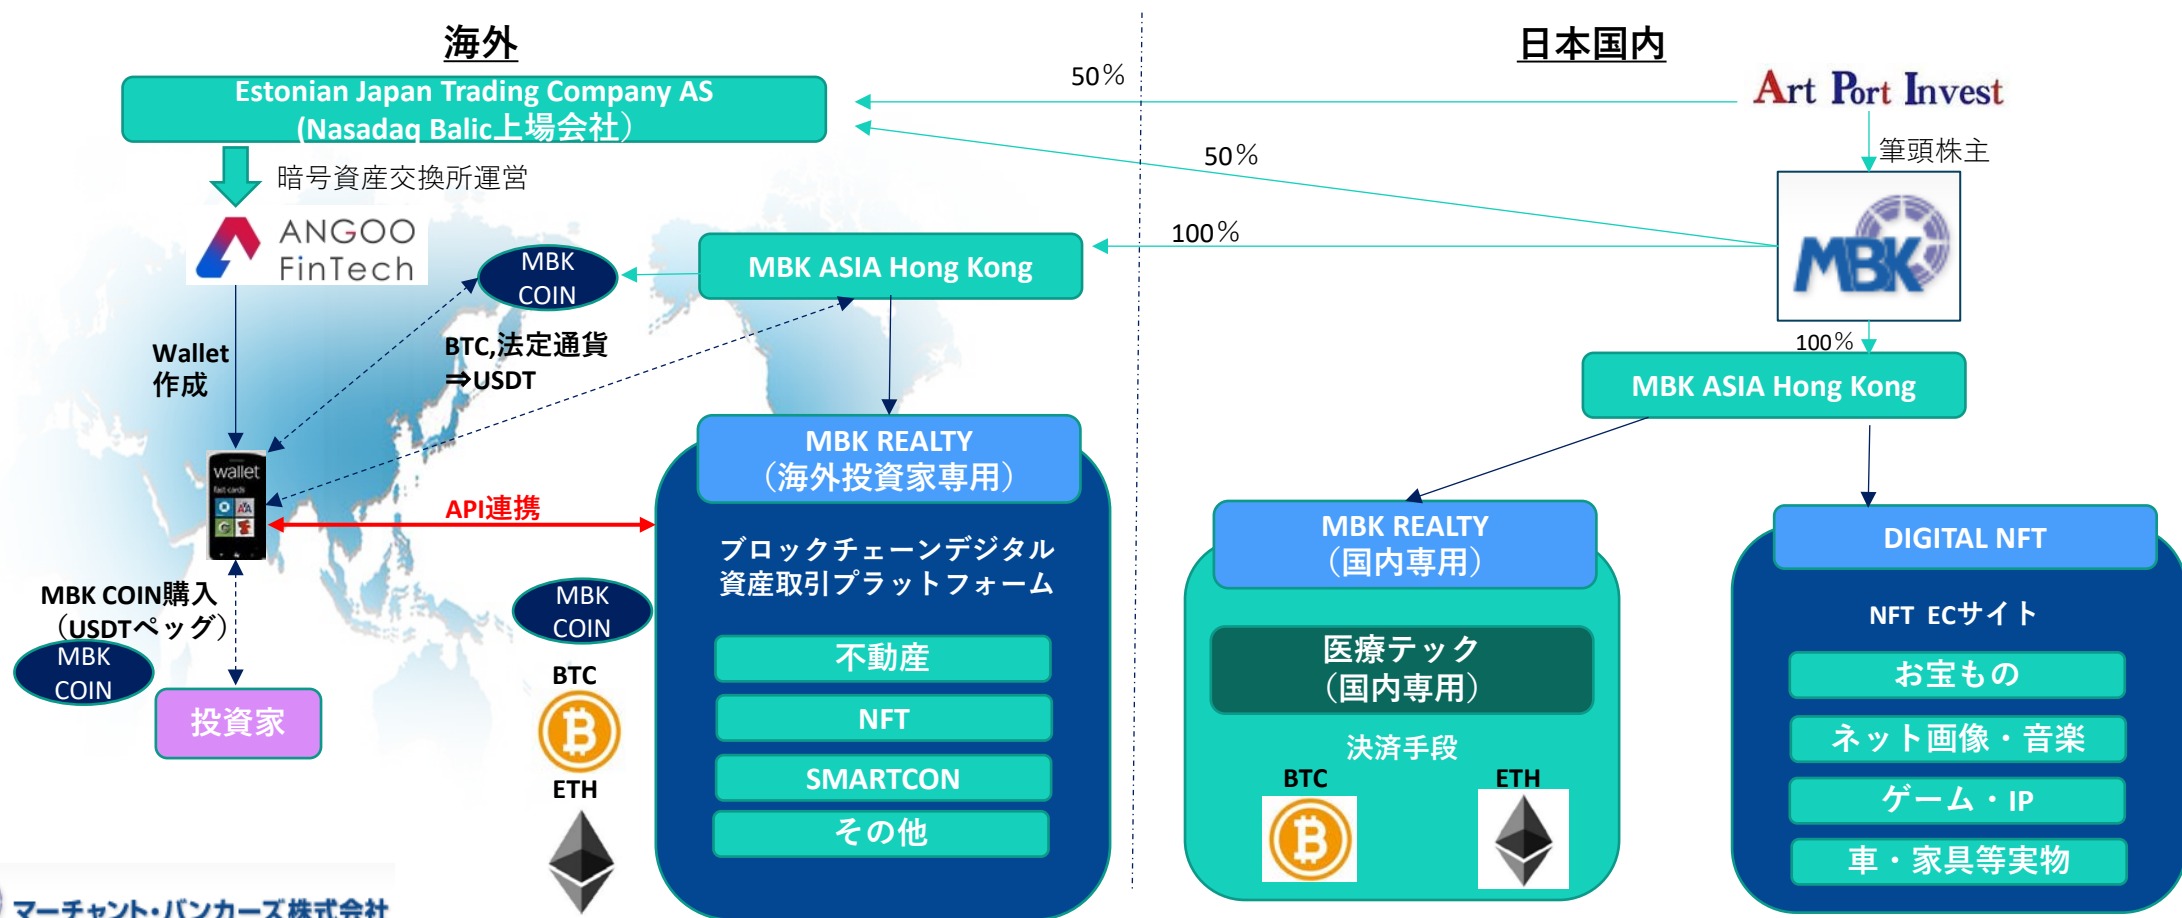 海外
日本国内
Estonian Japan Trading Company AS
(Nasadaq Balic上場会社）
50％
Art Port Invest
暗号資産交換所運営
50％
筆頭株主
ANGOO
FinTech
MBK
COIN
MBK ASIA Hong Kong
100％
MBK
Wallet
作成
BTC,法定通貨
⇒USDT
100％
MBK ASIA Hong Kong
MBK REALTY
（海外投資家専用）
wallet
fast cards
API連携
ブロックチェーンデジタル
資産取引プラットフォーム
MBK REALTY
（国内専用）
DIGITAL NFT
MBK COIN購入
（USDTペッグ）
MBK
COIN
MBK
COIN
NFT ECサイト
不動産
医療テック
（国内専用）
お宝もの
BTC
投資家
NFT
決済手段
ネット画像・音楽
BTC
ETH
SMARTCON
ETH
ゲーム・IP
その他
車・家具等実物
マーチャント・バンカーズ株式会社